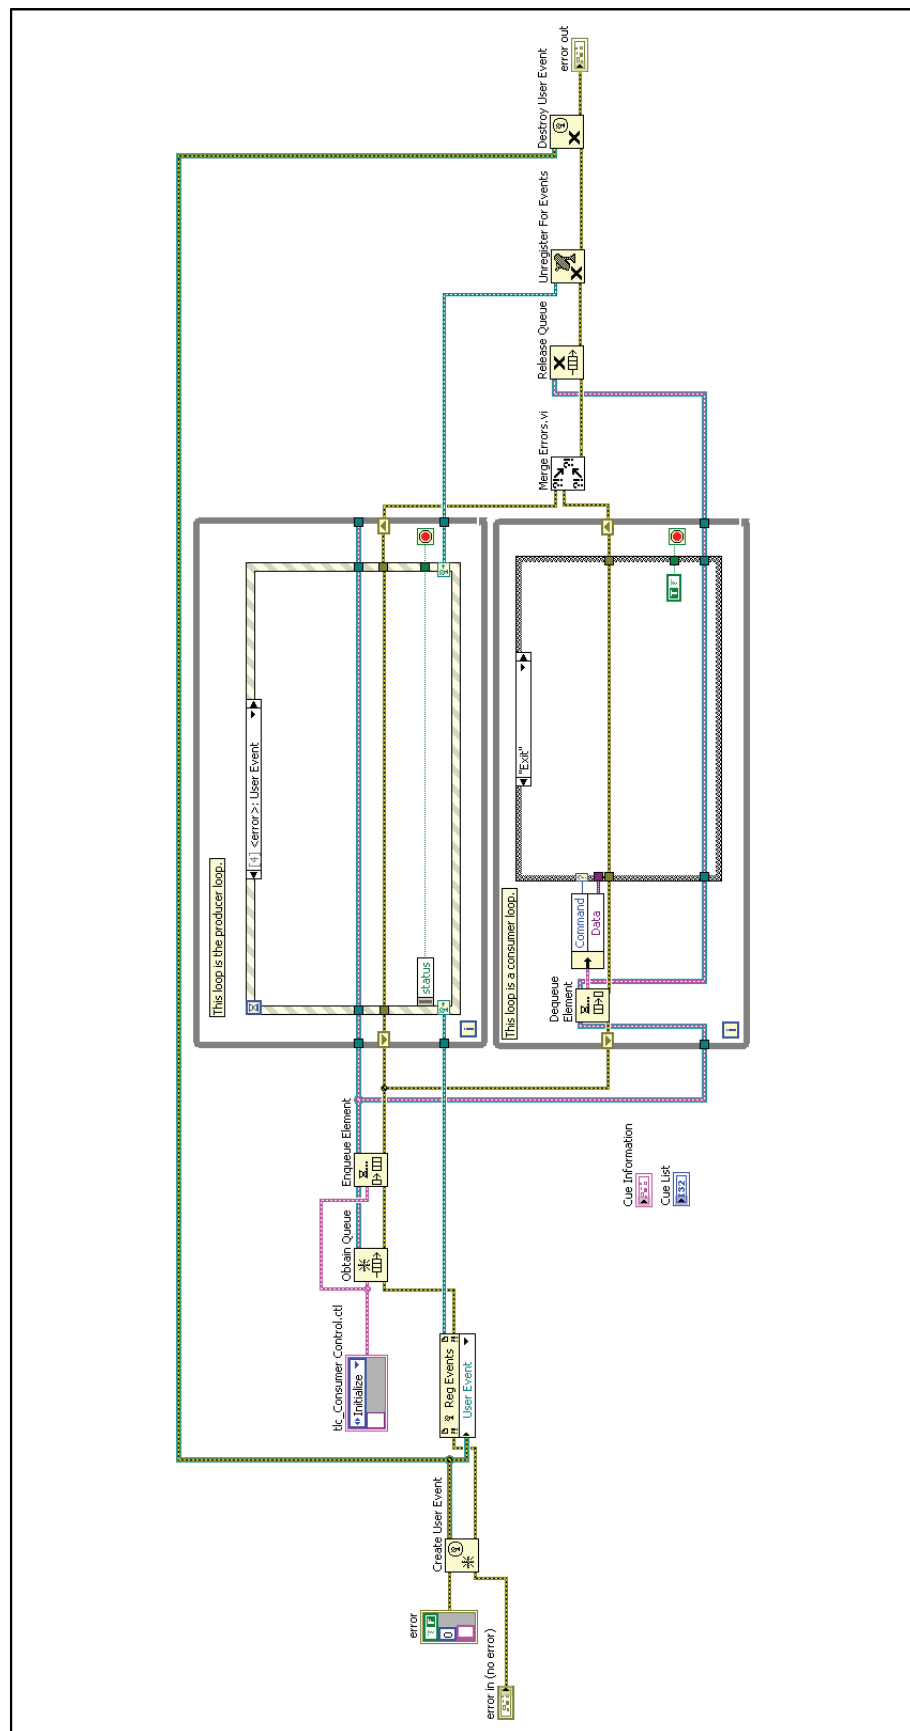 error in (no error)
error
F
0
Create User Event
Reg Events
User Event
tlc_Consumer Control.ctl
Initialize
Obtain Queue
Enqueue Element
Cue Information
Cue List
I32
This loop is the producer loop.
[4] <error>: User Event
status
i
This loop is a consumer loop.
Dequeue
Element
Command
Data
?
"Exit"
T
i
Merge Errors.vi
Release Queue
Unregister For Events
Destroy User Event
error out